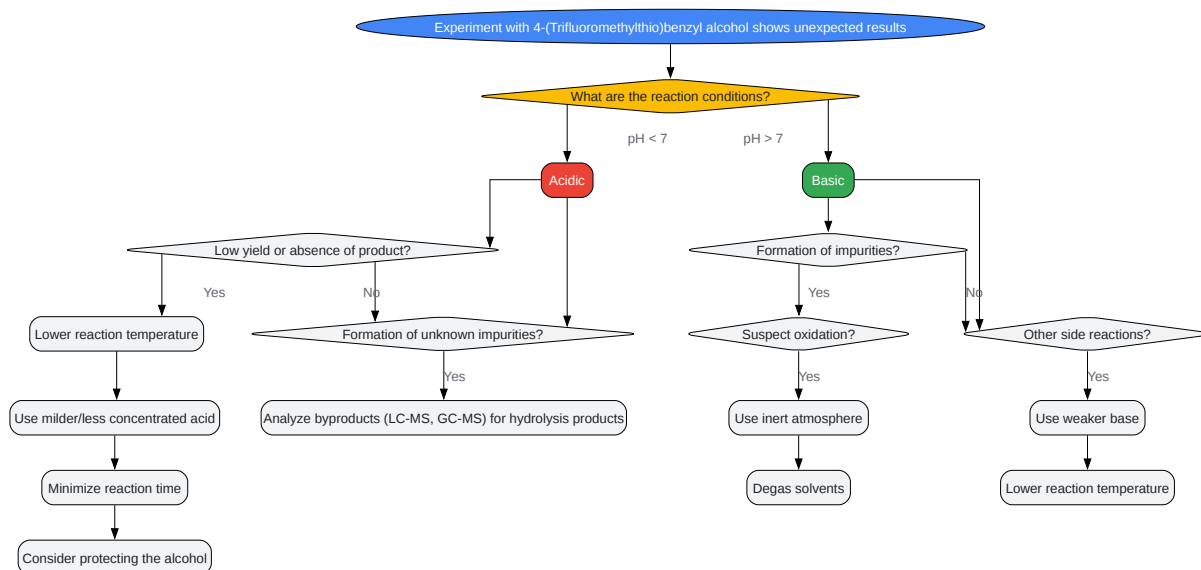 Experiment with 4-(Trifluoromethylthio)benzyl alcohol shows unexpected results
What are the reaction conditions?
pH < 7
pH > 7
Acidic
Basic
Low yield or absence of product?
Formation of impurities?
Yes
No
Yes
No
Lower reaction temperature
Formation of unknown impurities?
Suspect oxidation?
Other side reactions?
Yes
Yes
Yes
Use milder/less concentrated acid
Analyze byproducts (LC-MS, GC-MS) for hydrolysis products
Use inert atmosphere
Use weaker base
Minimize reaction time
Degas solvents
Lower reaction temperature
Consider protecting the alcohol